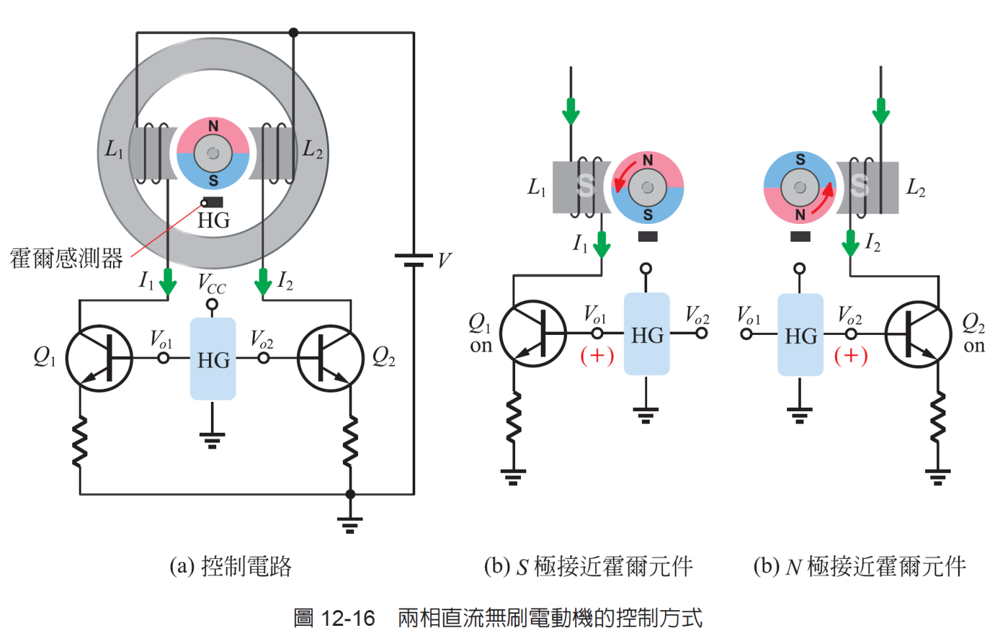 N
L1
L2
S
HG
霍爾感測器
I1
VCC
I2
V
Q1
Vo1
HG
Vo2
Q2
(a) 控制電路
L1
S
N
S
I1
Q1
on
Vo1
(+)
HG
Vo2
(b) S 極接近霍爾元件
S
N
S
L2
I2
Vo1
HG
Vo2
(+)
Q2
on
(b) N 極接近霍爾元件
圖 12-16 兩相直流無刷電動機的控制方式